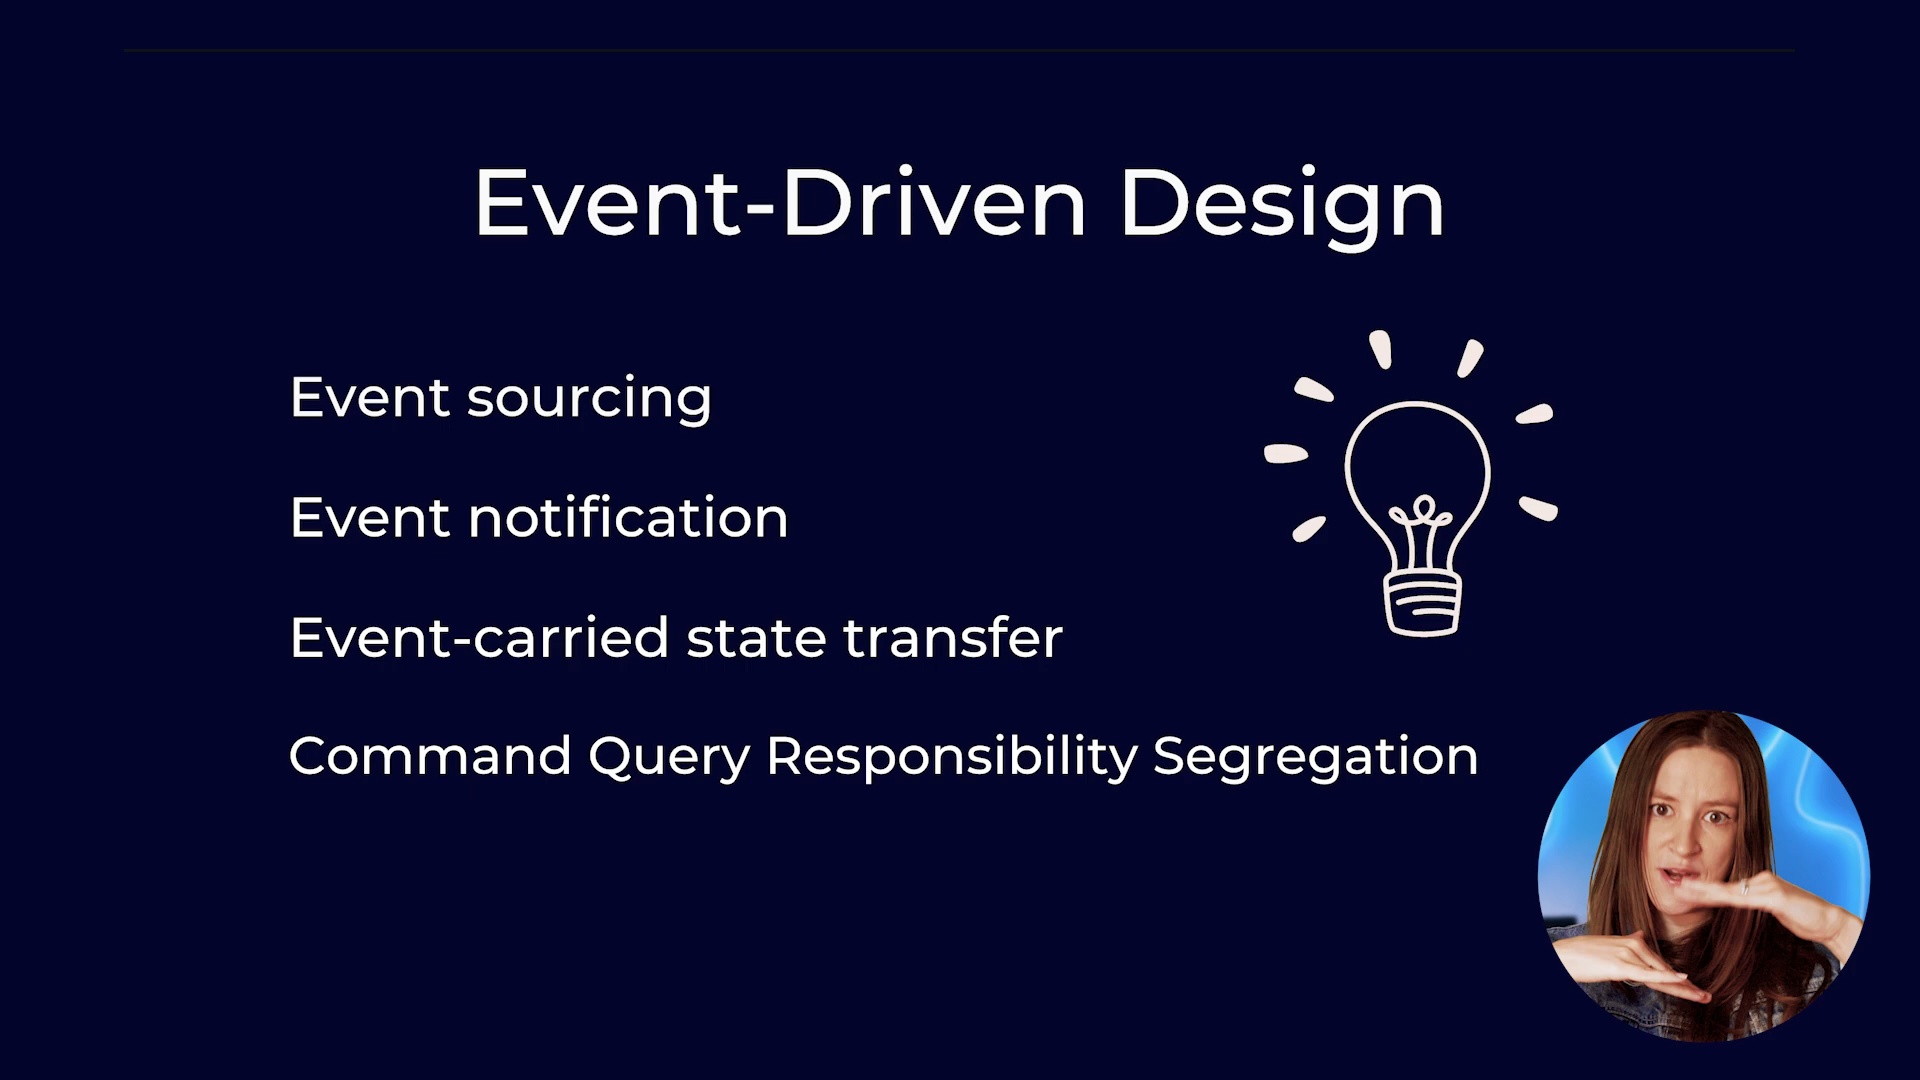 Event-Driven Design
Event sourcing
Event notification
Event-carried state transfer
Command Query Responsibility Segregation